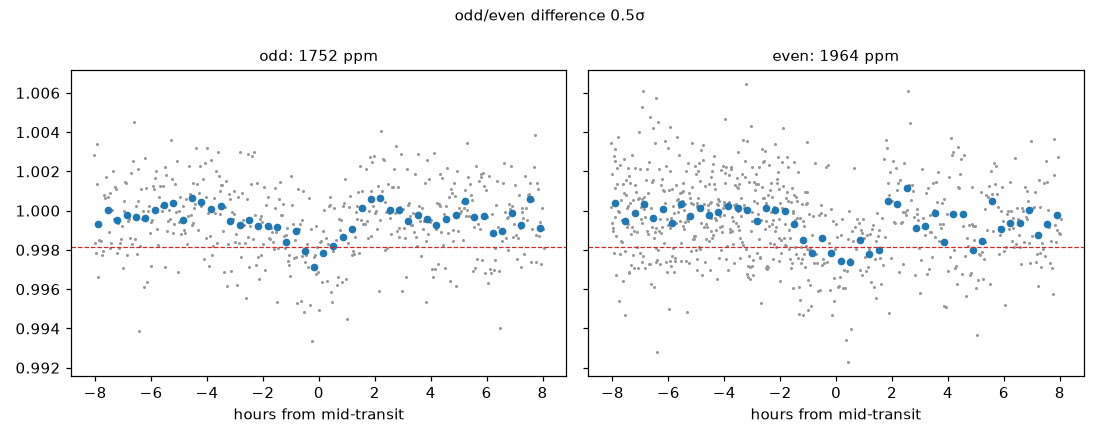 odd/even difference 0.5σ
odd: 1752 ppm
even: 1964 ppm
1.006
1.004
1.002
1.000
0.998
0.996
0.994
0.992
−8 −6 −4 −2 0 2 4 6 8
−8 −6 −4 −2 0 2 4 6 8
hours from mid-transit
hours from mid-transit